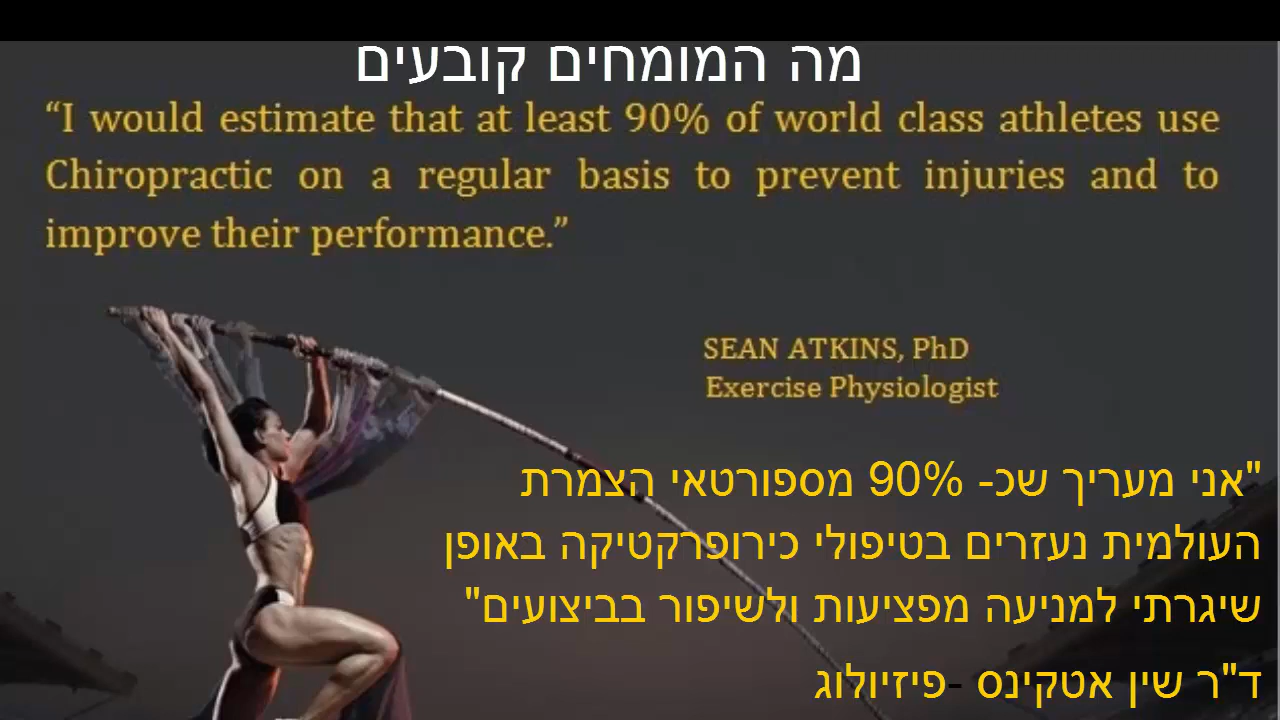 מה המומחים קובעים
“I would estimate that at least 90% of world class athletes use
Chiropractic on a regular basis to prevent injuries and to
improve their performance.”
SEAN ATKINS, PhD
Exercise Physiologist
"אני מעריך שכ- 90% מספורטאי הצמרת
העולמית נעזרים בטיפולי כירופרקטיקה באופן
שיגרתי למניעה מפציעות ולשיפור בביצועים"
ד"ר שין אטקינס -פיזיולוג